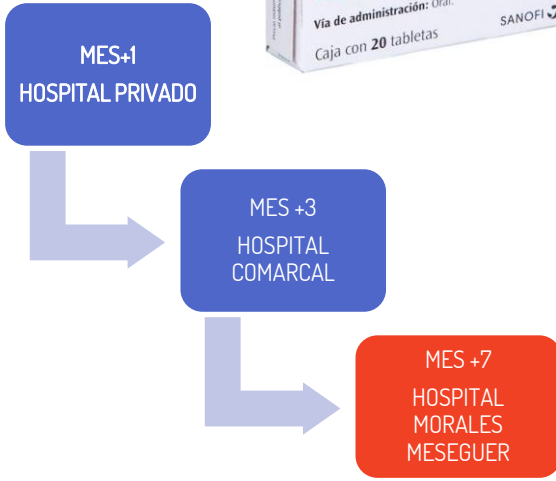 Vía de administración: Oral.
Caja con 20 tabletas
SANOFI
MES+1
HOSPITAL PRIVADO
MES +3
HOSPITAL
COMARCAL
MES +7
HOSPITAL
MORALES
MESEGUER